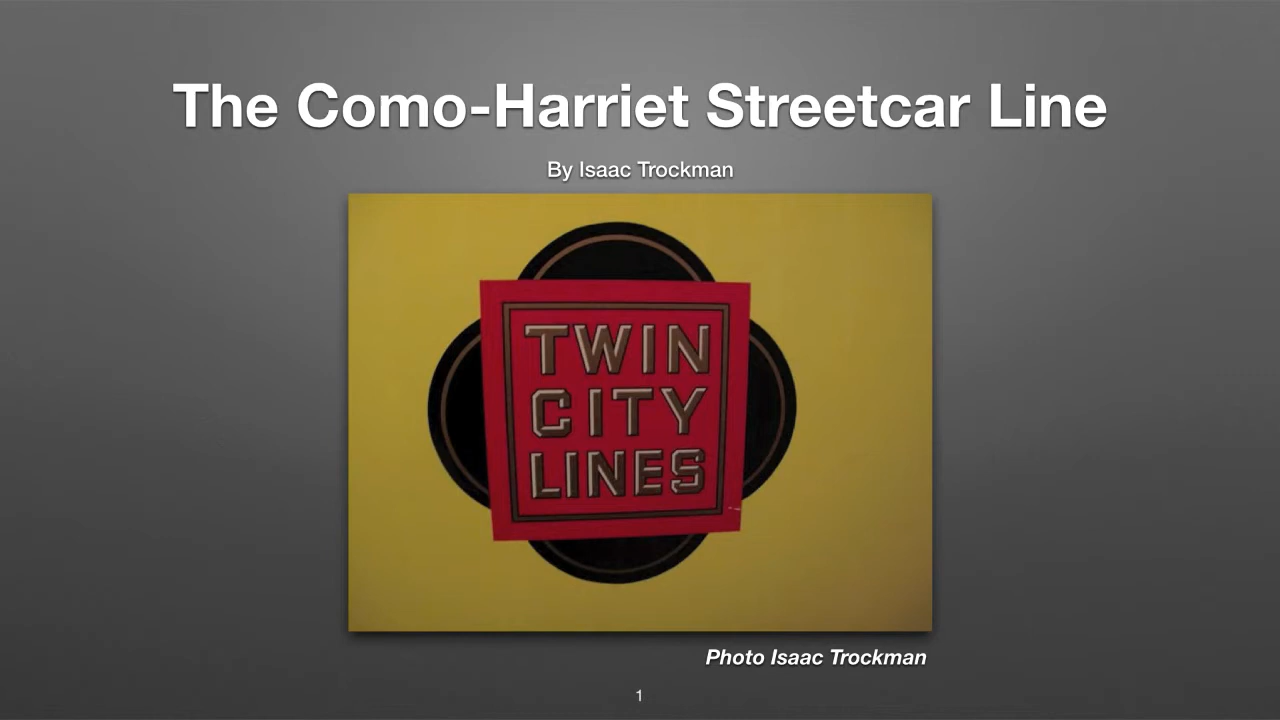 The Como-Harriet Streetcar Line
By Isaac Trockman
TWIN
CITY
LINES
Photo Isaac Trockman
1